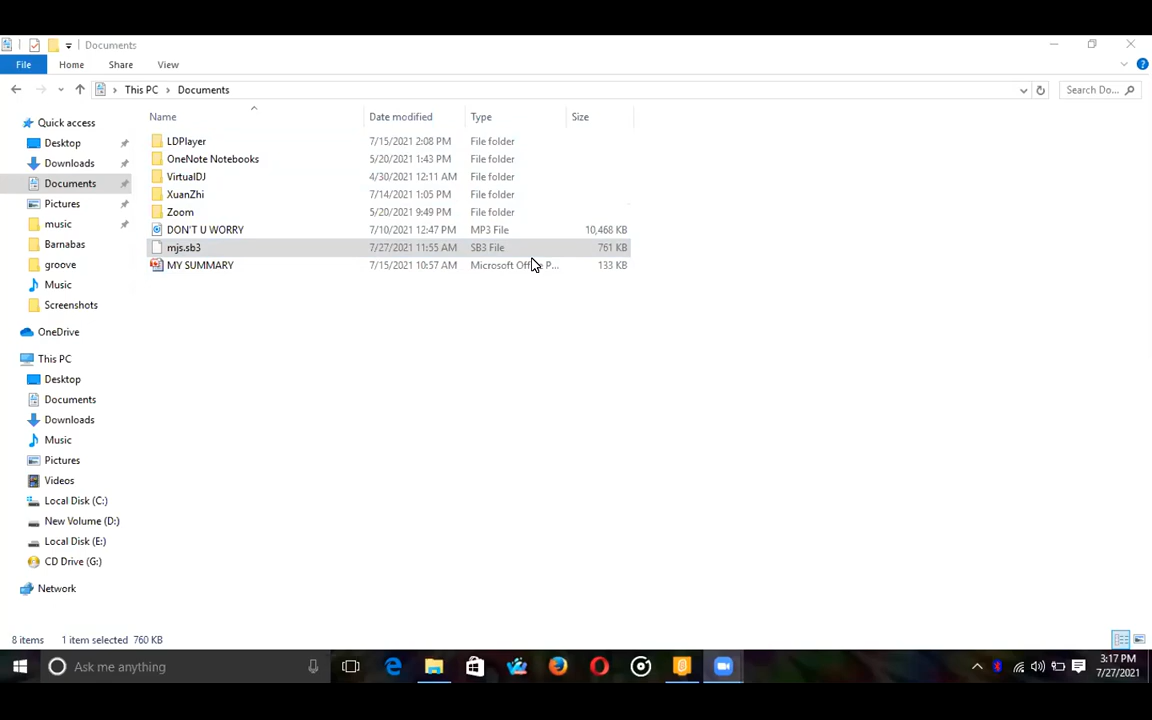 Documents
File Home Share View
This PC Documents Search Do...
Name Date modified Type Size
Quick access
Desktop
Downloads
Documents
Pictures
music
Barnabas
groove
Music
Screenshots
OneDrive
This PC
Desktop
Documents
Downloads
Music
Pictures
Videos
Local Disk (C:)
New Volume (D:)
Local Disk (E:)
CD Drive (G:)
Network
LDPlayer 7/15/2021 2:08 PM File folder
OneNote Notebooks 5/20/2021 1:43 PM File folder
VirtualDJ 4/30/2021 12:11 AM File folder
XuanZhi 7/14/2021 1:05 PM File folder
Zoom 5/20/2021 9:49 PM File folder
DON'T U WORRY 7/10/2021 12:47 PM MP3 File 10,468 KB
mjs.sb3 7/27/2021 11:55 AM SB3 File 761 KB
MY SUMMARY 7/15/2021 10:57 AM Microsoft Office P... 133 KB
8 items 1 item selected 760 KB
Ask me anything
3:17 PM
7/27/2021